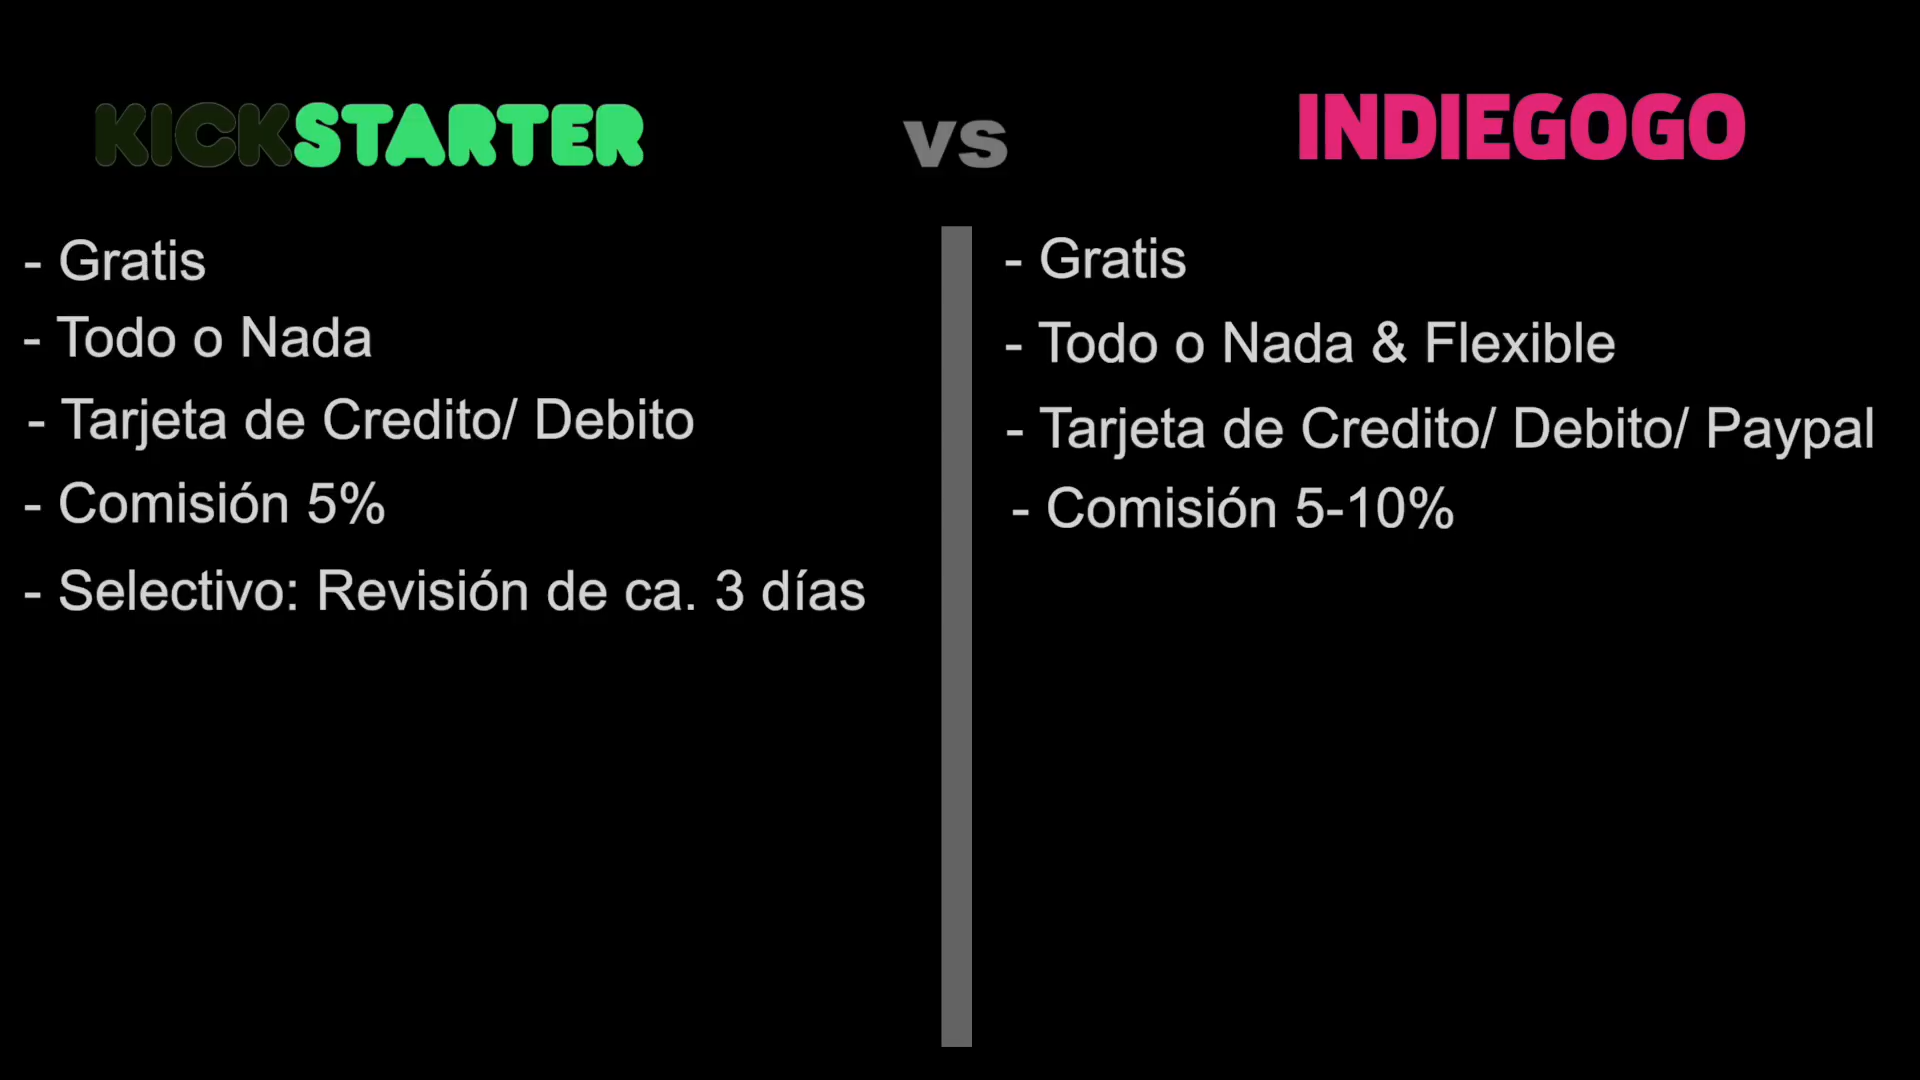 KICKSTARTER
vs
INDIEGOGO
- Gratis
- Todo o Nada
- Tarjeta de Credito/ Debito
- Comisión 5%
- Selectivo: Revisión de ca. 3 días
- Gratis
- Todo o Nada & Flexible
- Tarjeta de Credito/ Debito/ Paypal
- Comisión 5-10%